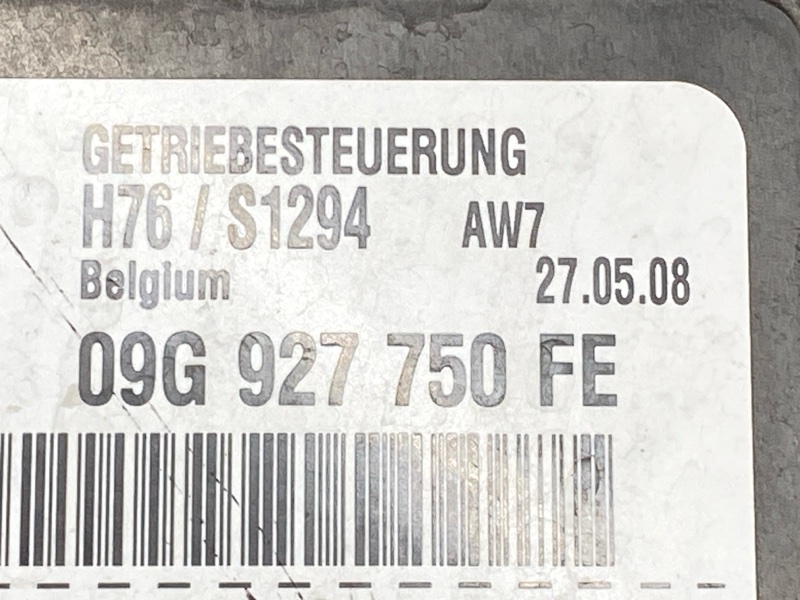 GETRIEBESTEUERUNG
H76 / S1294 AW7
Belgium 27.05.08
09G 927 750 FE